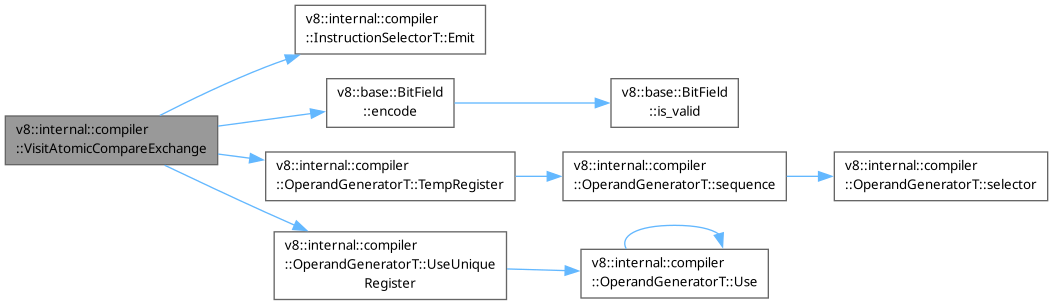 v8::internal::compiler
::InstructionSelectorT::Emit
v8::base::BitField
::encode
v8::base::BitField
::is_valid
v8::internal::compiler
::VisitAtomicCompareExchange
v8::internal::compiler
::OperandGeneratorT::TempRegister
v8::internal::compiler
::OperandGeneratorT::sequence
v8::internal::compiler
::OperandGeneratorT::selector
v8::internal::compiler
::OperandGeneratorT::UseUnique
Register
v8::internal::compiler
::OperandGeneratorT::Use